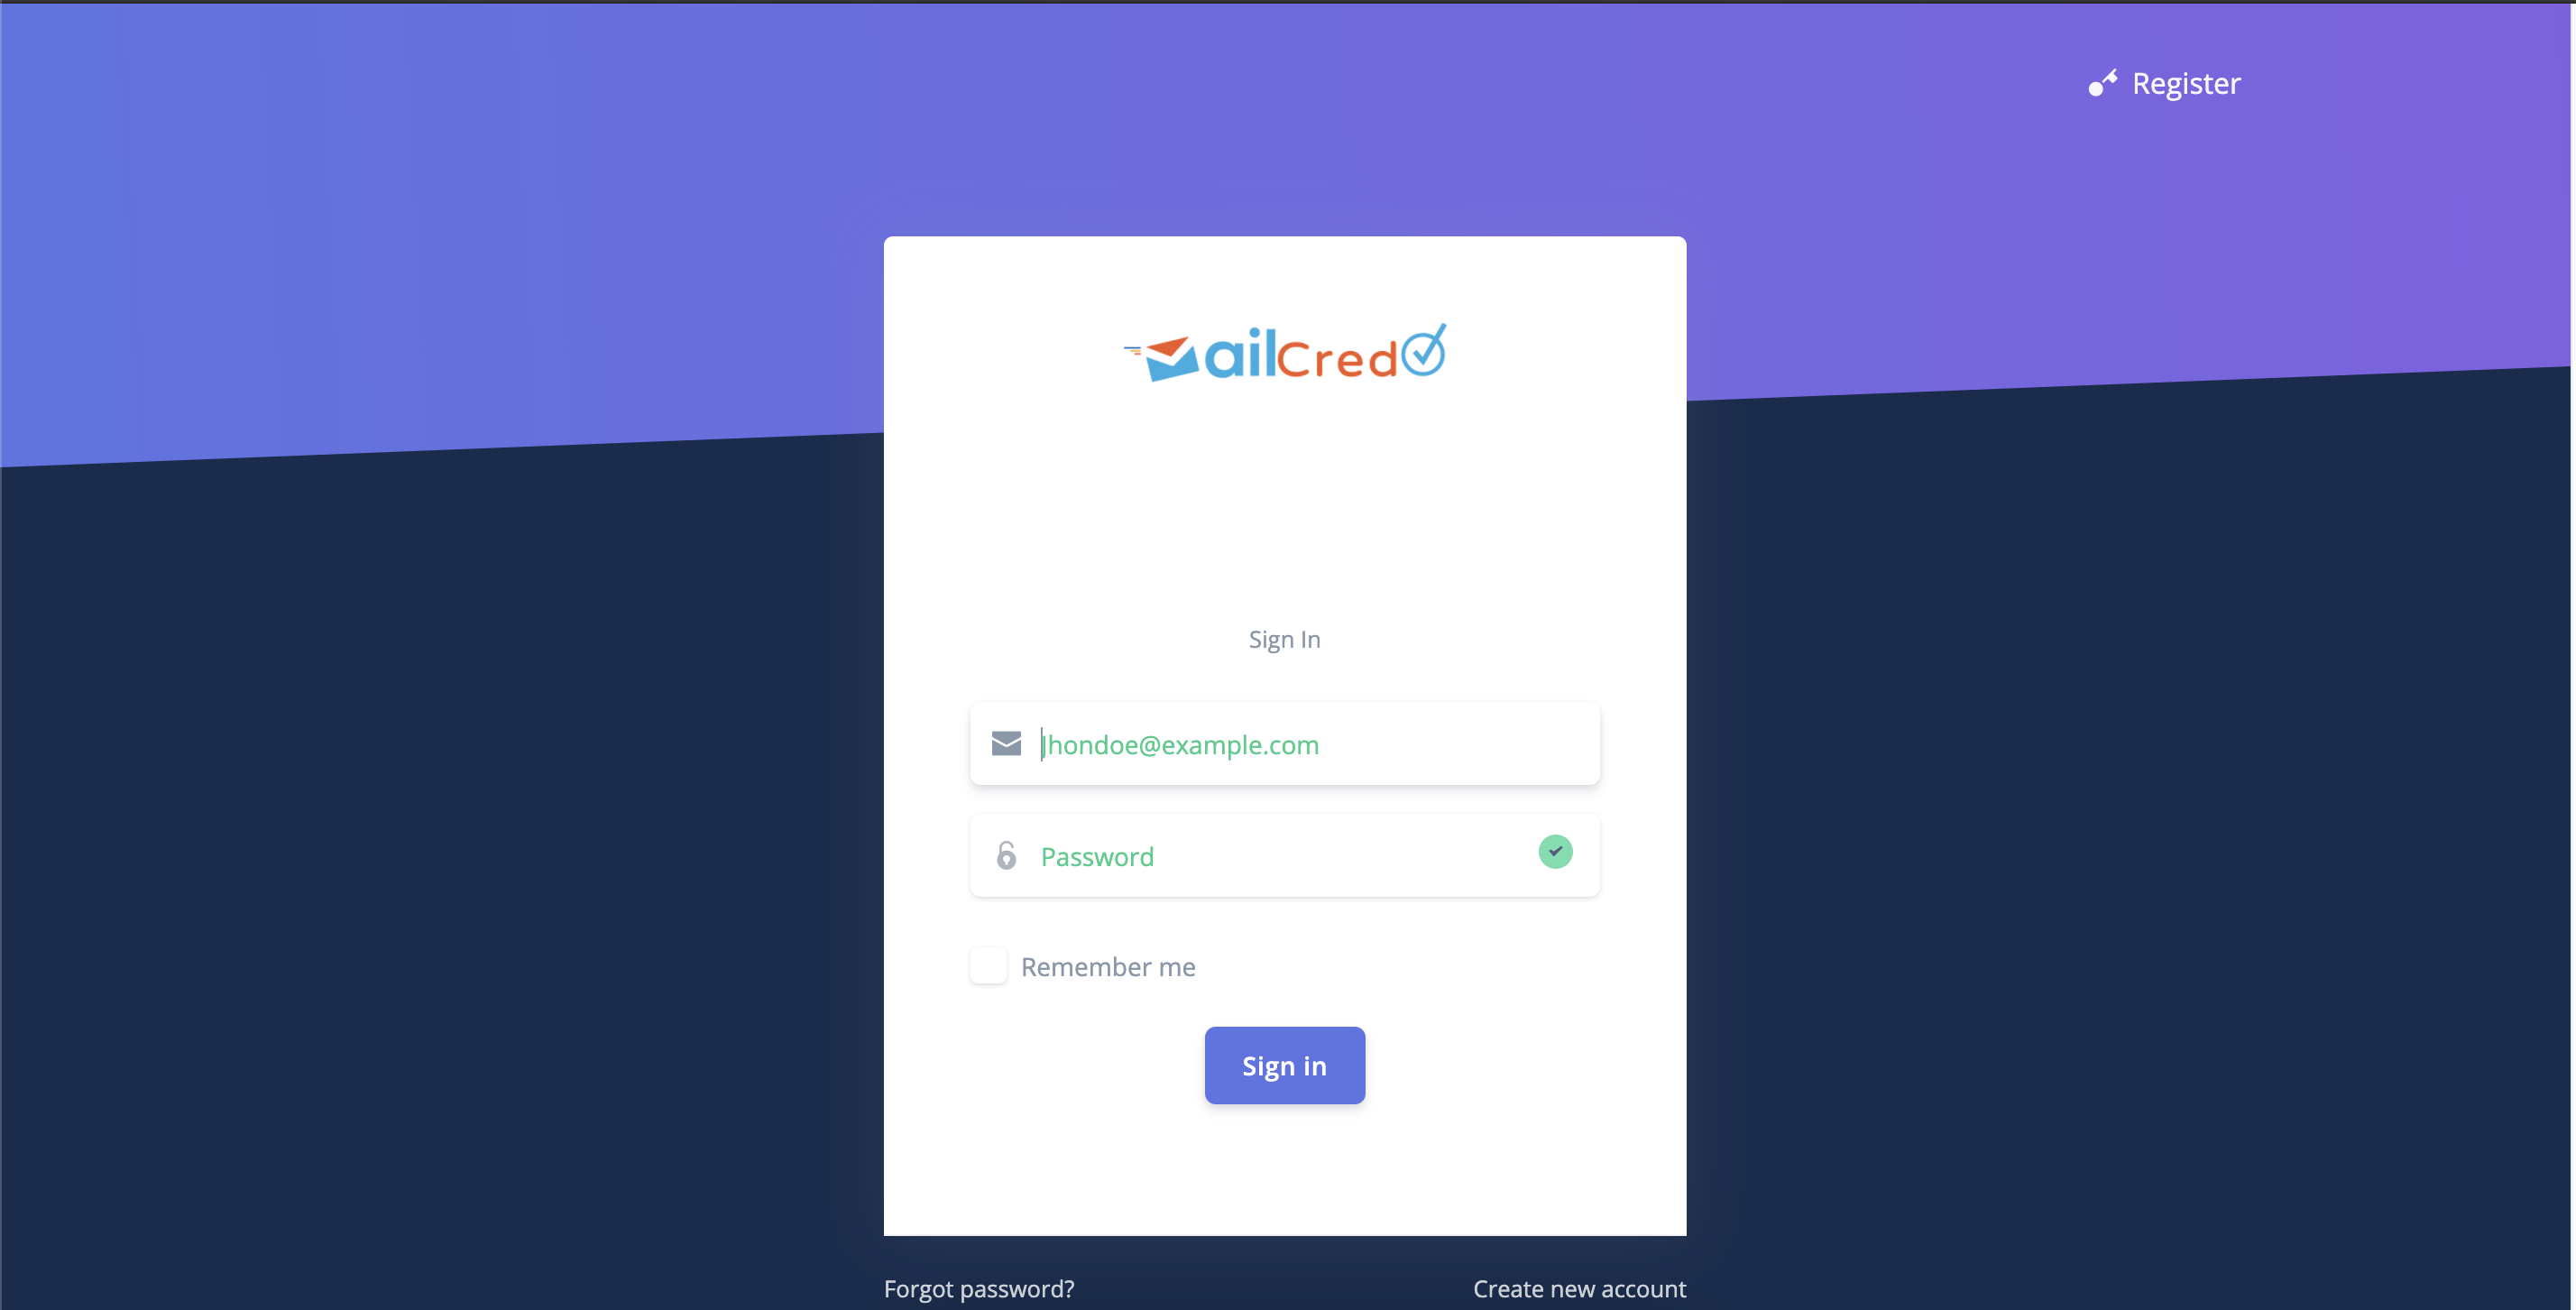 Register
ailCred
Sign In
jhondoe@example.com
Password
Remember me
Sign in
Forgot password?
Create new account